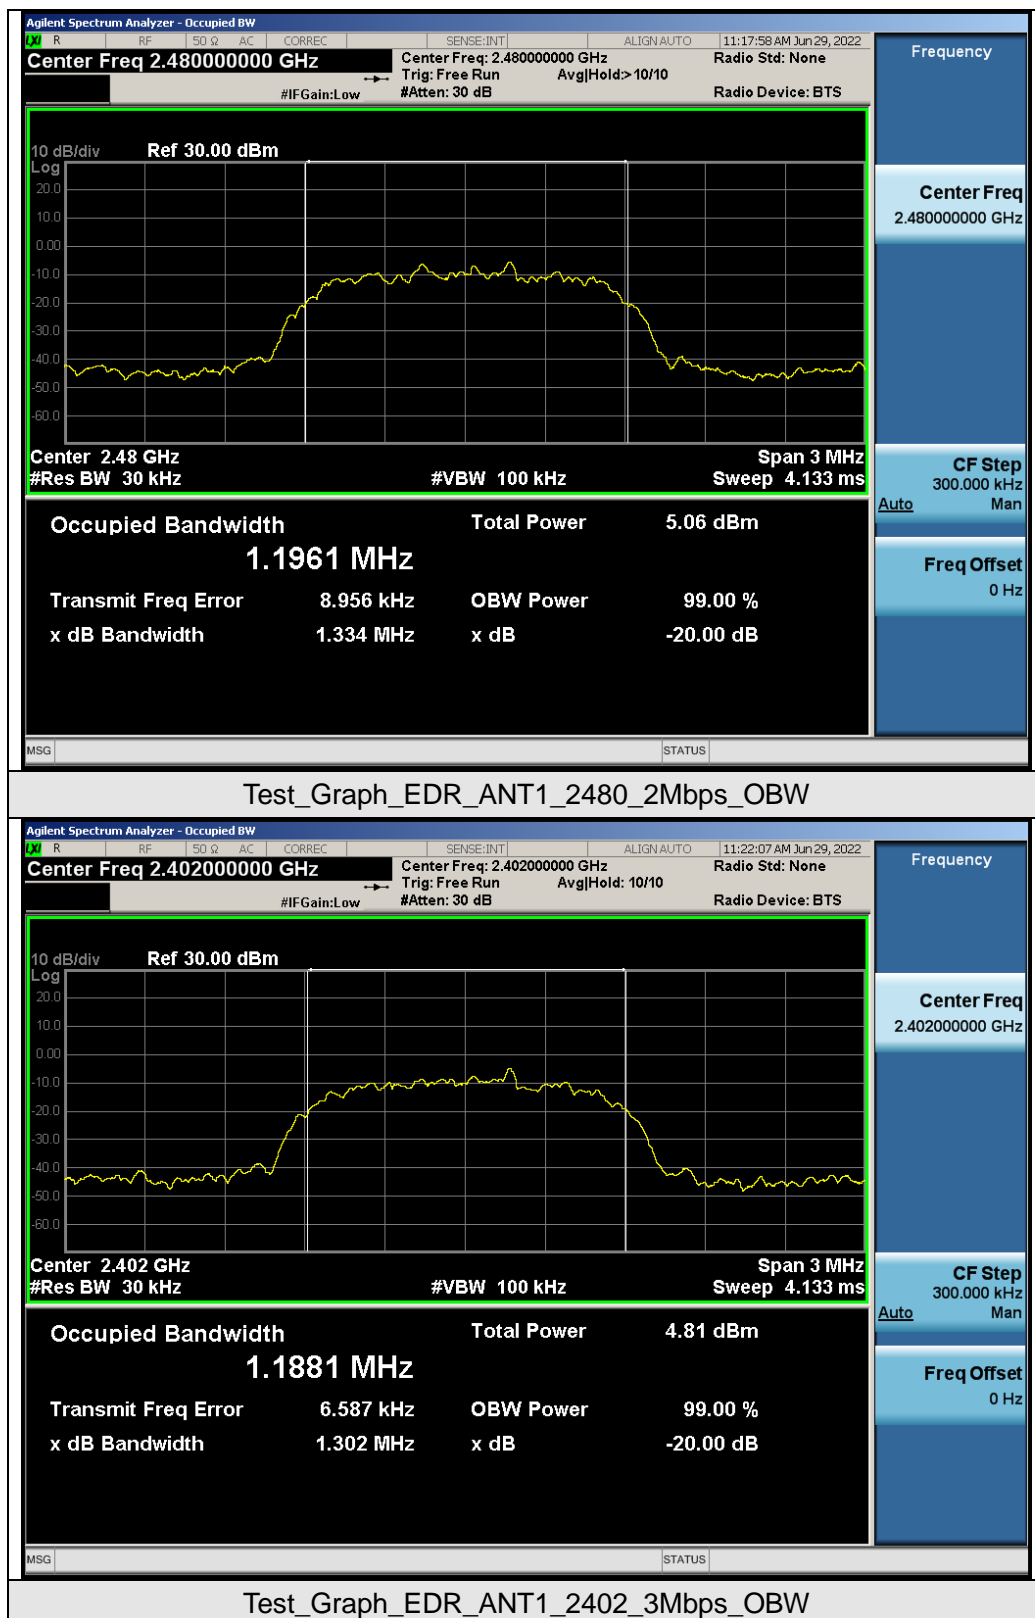 Agilent Spectrum Analyzer - Occupied BW
LXI R RF 50 Ω AC CORREC SENSE:INT ALIGN AUTO 11:17:58 AM Jun 29, 2022
Center Freq 2.480000000 GHz
Center Freq: 2.480000000 GHz Radio Std: None
Trig: Free Run Avg|Hold:> 10/10
#IFGain:Low #Atten: 30 dB Radio Device: BTS
Frequency
10 dB/div Ref 30.00 dBm
Log
20.0
10.0
0.00
-10.0
-20.0
-30.0
-40.0
-50.0
-60.0
Center Freq
2.480000000 GHz
Center 2.48 GHz Span 3 MHz
#Res BW 30 kHz #VBW 100 kHz Sweep 4.133 ms
CF Step
300.000 kHz
Auto Man
Occupied Bandwidth Total Power 5.06 dBm
1.1961 MHz
Transmit Freq Error 8.956 kHz OBW Power 99.00 %
x dB Bandwidth 1.334 MHz x dB -20.00 dB
Freq Offset
0 Hz
MSG STATUS
Test_Graph_EDR_ANT1_2480_2Mbps_OBW
Agilent Spectrum Analyzer - Occupied BW
LXI R RF 50 Ω AC CORREC SENSE:INT ALIGN AUTO 11:22:07 AM Jun 29, 2022
Center Freq 2.402000000 GHz
Center Freq: 2.402000000 GHz Radio Std: None
Trig: Free Run Avg|Hold: 10/10
#IFGain:Low #Atten: 30 dB Radio Device: BTS
Frequency
10 dB/div Ref 30.00 dBm
Log
20.0
10.0
0.00
-10.0
-20.0
-30.0
-40.0
-50.0
-60.0
Center Freq
2.402000000 GHz
Center 2.402 GHz Span 3 MHz
#Res BW 30 kHz #VBW 100 kHz Sweep 4.133 ms
CF Step
300.000 kHz
Auto Man
Occupied Bandwidth Total Power 4.81 dBm
1.1881 MHz
Transmit Freq Error 6.587 kHz OBW Power 99.00 %
x dB Bandwidth 1.302 MHz x dB -20.00 dB
Freq Offset
0 Hz
MSG STATUS
Test_Graph_EDR_ANT1_2402_3Mbps_OBW